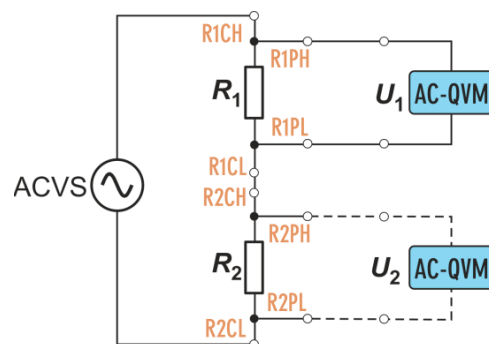 R1CH
R1PH
R1
U1
AC-QVM
R1PL
R1CL
ACVS
R2CH
R2PH
R2
U2
AC-QVM
R2PL
R2CL